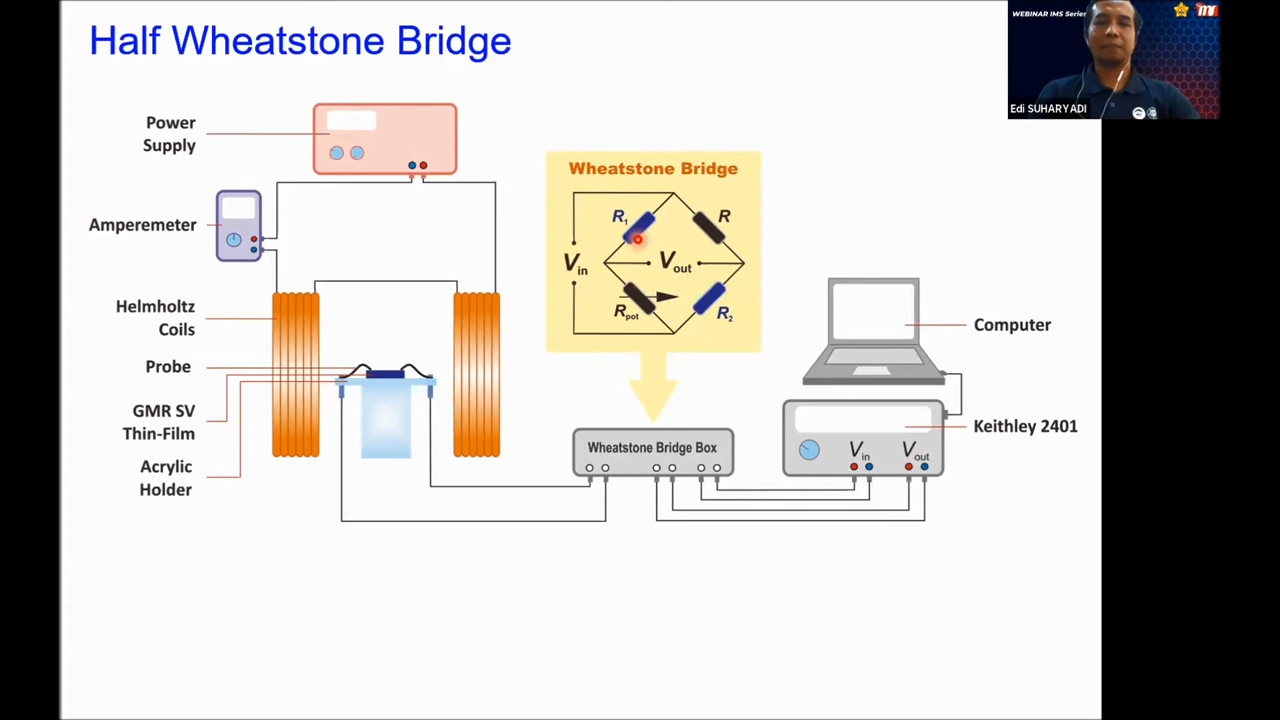 Half Wheatstone Bridge
WEBINAR IMS Series
Edi SUHARYADI
Power
Supply
Amperemeter
Helmholtz
Coils
Probe
GMR SV
Thin-Film
Acrylic
Holder
Wheatstone Bridge
R1
R
Vin
Vout
Rpot
R2
Wheatstone Bridge Box
Computer
Keithley 2401
Vin
Vout